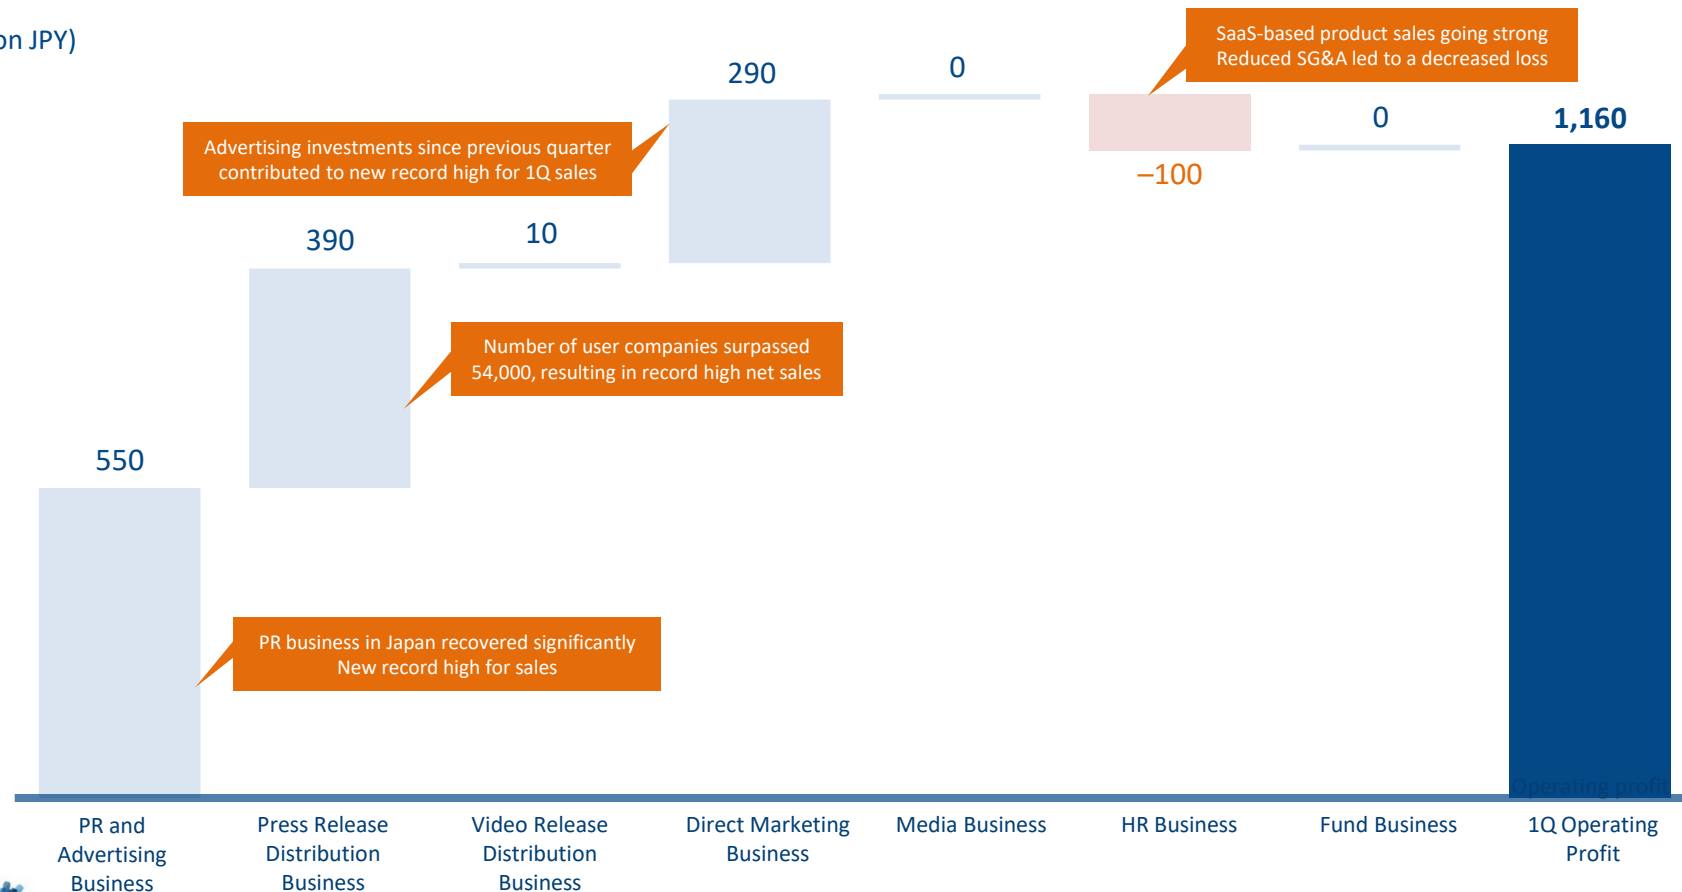 on JPY)
SaaS-based product sales going strong
Reduced SG&A led to a decreased loss
290
0
Advertising investments since previous quarter
contributed to new record high for 1Q sales
0
1,160
–100
390
10
Number of user companies surpassed
54,000, resulting in record high net sales
550
PR business in Japan recovered significantly
New record high for sales
Operating profit
PR and
Advertising
Business
Press Release
Distribution
Business
Video Release
Distribution
Business
Direct Marketing
Business
Media Business
HR Business
Fund Business
1Q Operating
Profit